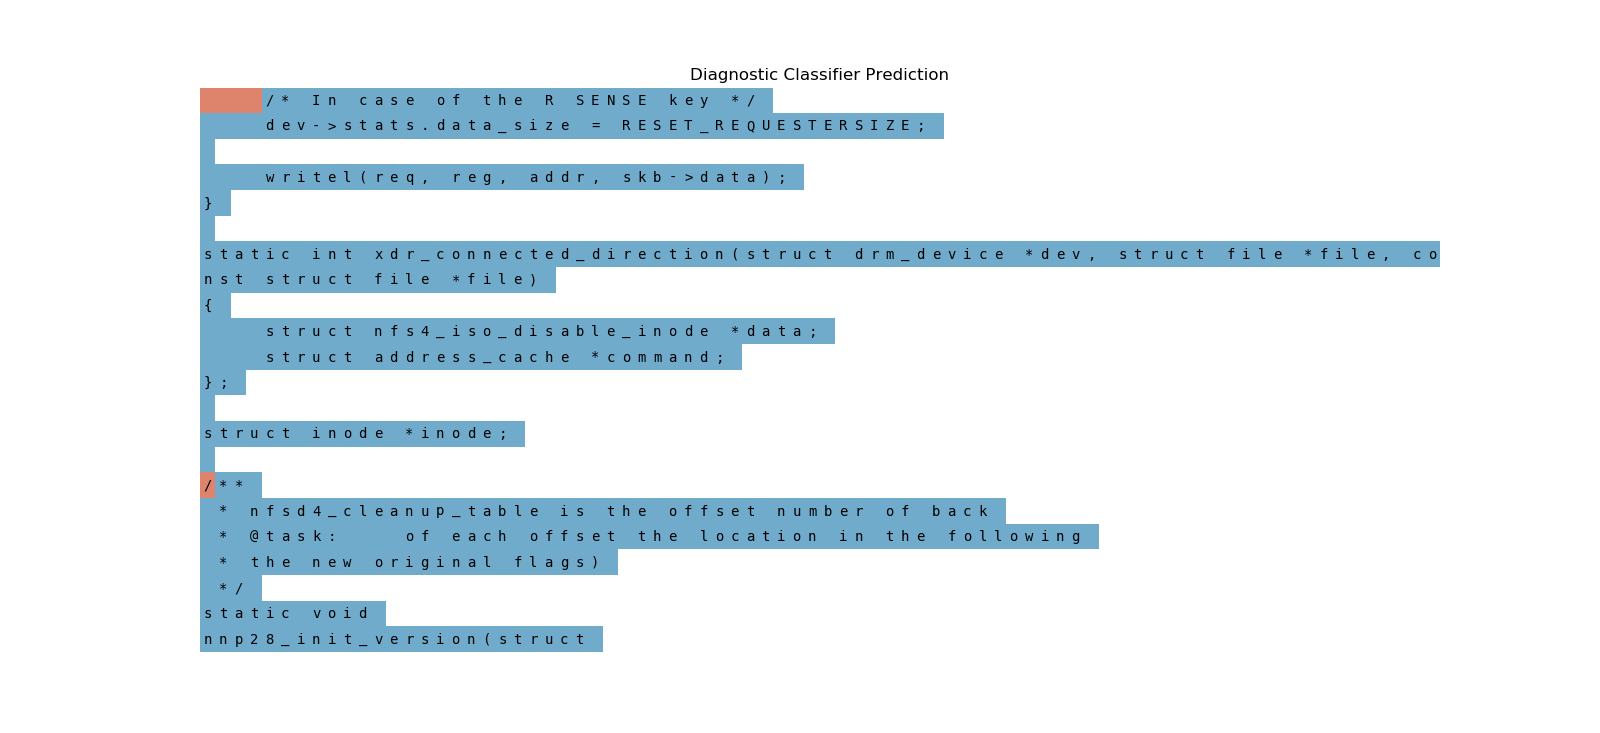 Diagnostic Classifier Prediction
/* In case of the R SENSE key */
dev->stats.data_size = RESET_REQUESTERSIZE;
writel(req, reg, addr, skb->data);
}
static int xdr_connected_direction(struct drm_device *dev, struct file *file, co
nst struct file *file)
{
struct nfs4_iso_disable_inode *data;
struct address_cache *command;
};
struct inode *inode;
/**
* nfsd4_cleanup_table is the offset number of back
* @task:    of each offset the location in the following
* the new original flags)
*/
static void
nnp28_init_version(struct